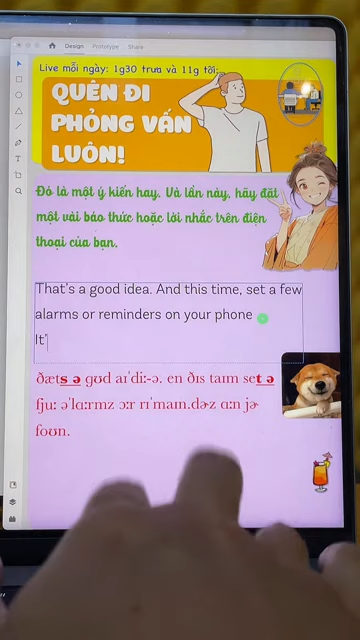 Design Prototype Share
Live mỗi ngày: 1g30 trưa và 11g tối:
QUÊN ĐI
PHỎNG VẤN
LUÔN!
Đó là một ý kiến hay. Và lần này, hãy đặt
một vài báo thức hoặc lời nhắc trên điện
thoại của bạn.
That's a good idea. And this time, set a few
alarms or reminders on your phone
It'
ðæts ə gʊd aɪˈdiː-ə. en ðɪs taɪm set ə
fjuː əˈlɑːrmz ɔːr rɪˈmaɪn.dɚz ɑːn jɚ
foʊn.